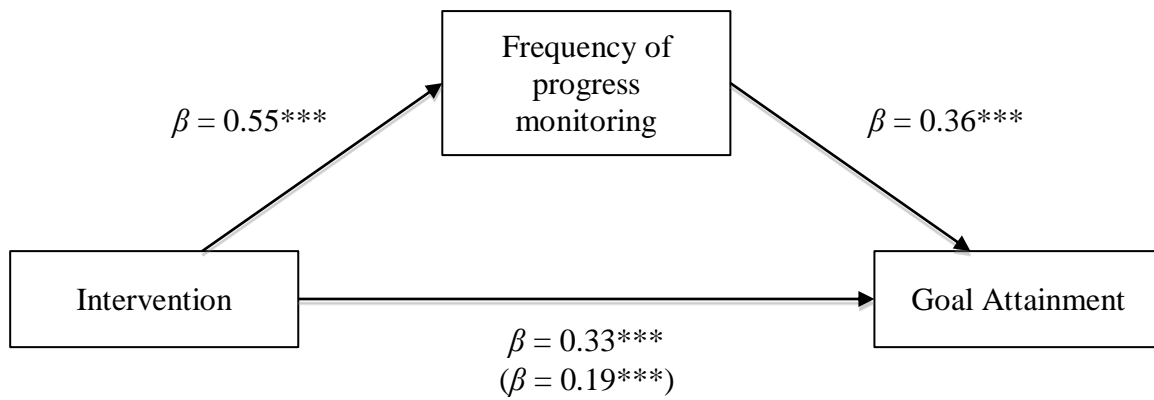 Frequency of
progress
monitoring
β = 0.55***
β = 0.36***
Intervention
Goal Attainment
β = 0.33***
(β = 0.19***)